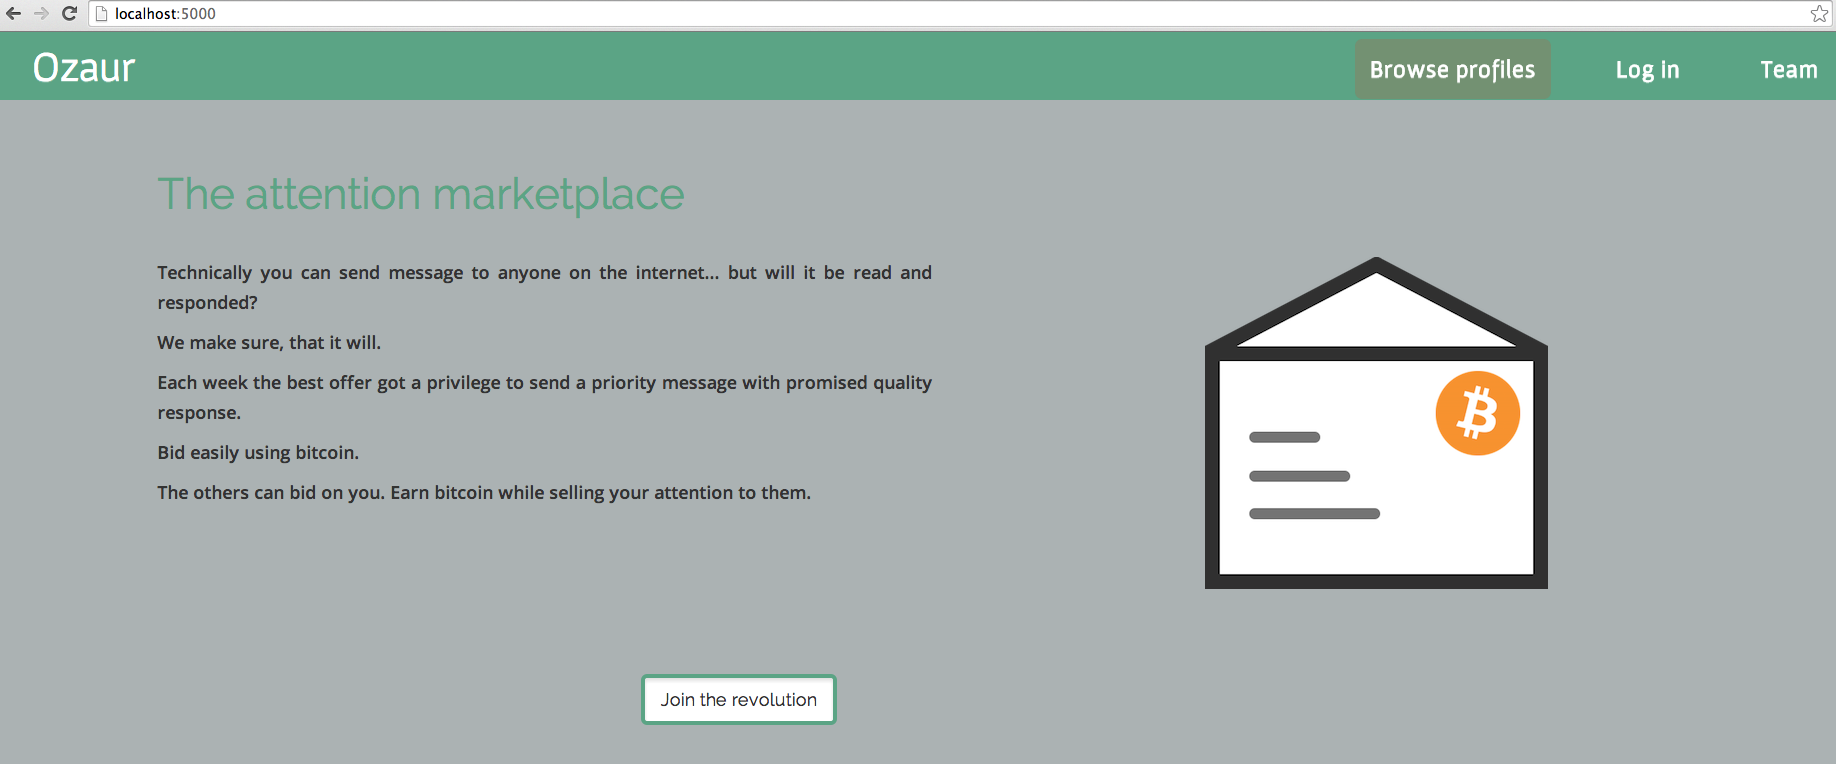 localhost:5000
Ozaur
Browse profiles
Log in
Team
The attention marketplace
Technically you can send message to anyone on the internet... but will it be read and
responded?
We make sure, that it will.
Each week the best offer got a privilege to send a priority message with promised quality
response.
Bid easily using bitcoin.
The others can bid on you. Earn bitcoin while selling your attention to them.
Join the revolution